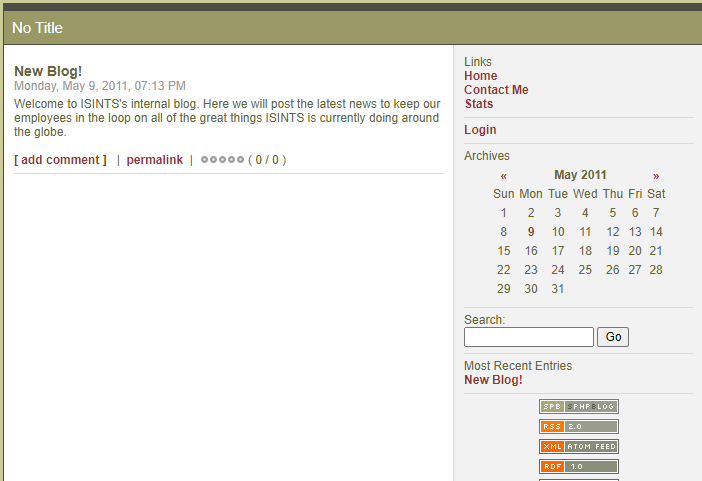 No Title
New Blog!
Monday, May 9, 2011, 07:13 PM
Welcome to ISINTS's internal blog. Here we will post the latest news to keep our
employees in the loop on all of the great things ISINTS is currently doing around
the globe.
[ add comment ] | permalink | ( 0 / 0 )
Links
Home
Contact Me
Stats
Login
Archives
« May 2011 »
Sun Mon Tue Wed Thu Fri Sat
1 2 3 4 5 6 7
8 9 10 11 12 13 14
15 16 17 18 19 20 21
22 23 24 25 26 27 28
29 30 31
Search:
Go
Most Recent Entries
New Blog!
SPB SPHPBLOG
RSS 2.0
XML ATOM FEED
RDF 1.0